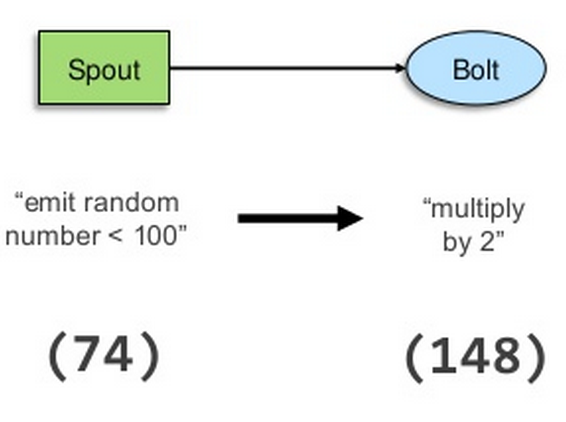 Spout
Bolt
“emit random
number < 100”
“multiply
by 2”
(74)
(148)